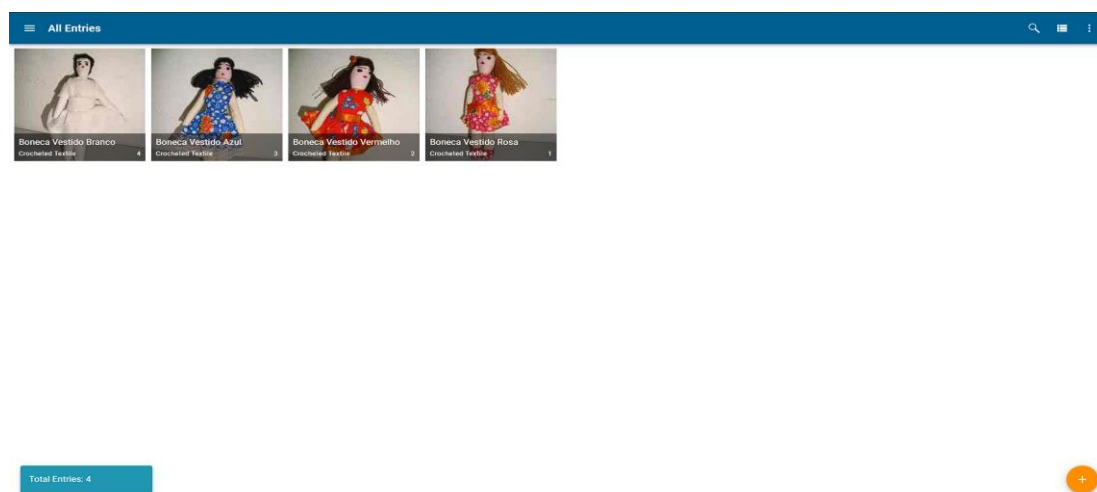 All Entries
Boneca Vestido Branco
Crocheted Textile 4
Boneca Vestido Azul
Crocheted Textile 3
Boneca Vestido Vermelho
Crocheted Textile 2
Boneca Vestido Rosa
Crocheted Textile 1
Total Entries: 4